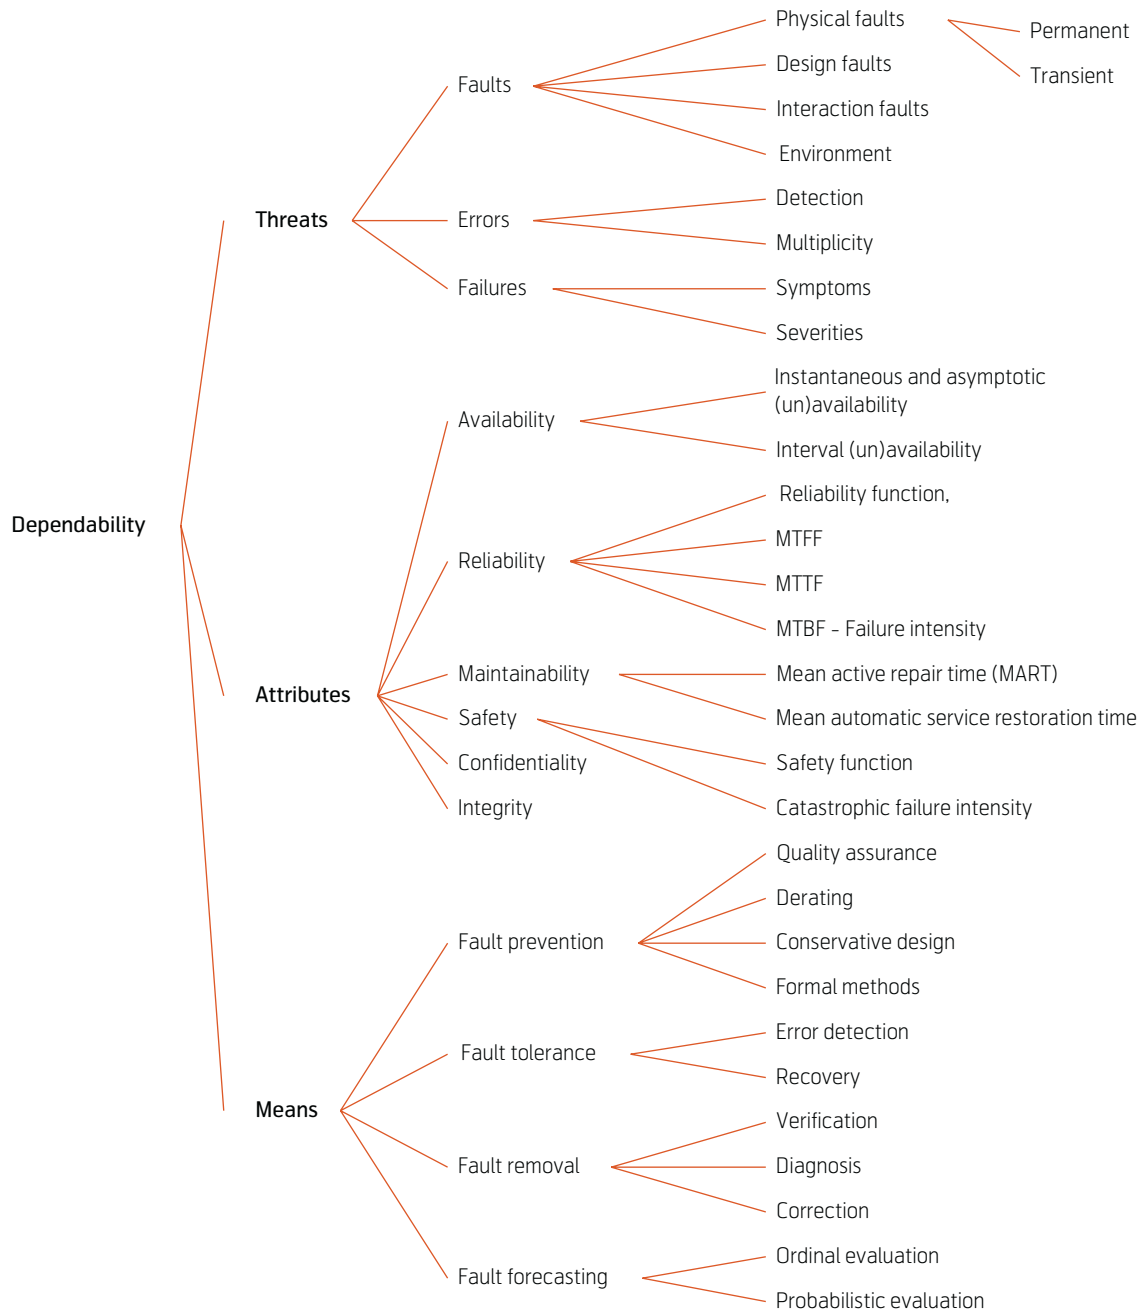 Physical faults
Permanent
Design faults
Transient
Faults
Interaction faults
Environment
Detection
Threats
Errors
Multiplicity
Failures
Symptoms
Severities
Instantaneous and asymptotic
(un)availability
Availability
Interval (un)availability
Reliability function,
Dependability
MTFF
Reliability
MTTF
MTBF - Failure intensity
Maintainability
Mean active repair time (MART)
Attributes
Safety
Mean automatic service restoration time
Confidentiality
Safety function
Integrity
Catastrophic failure intensity
Quality assurance
Derating
Fault prevention
Conservative design
Formal methods
Error detection
Fault tolerance
Recovery
Means
Verification
Fault removal
Diagnosis
Correction
Ordinal evaluation
Fault forecasting
Probabilistic evaluation